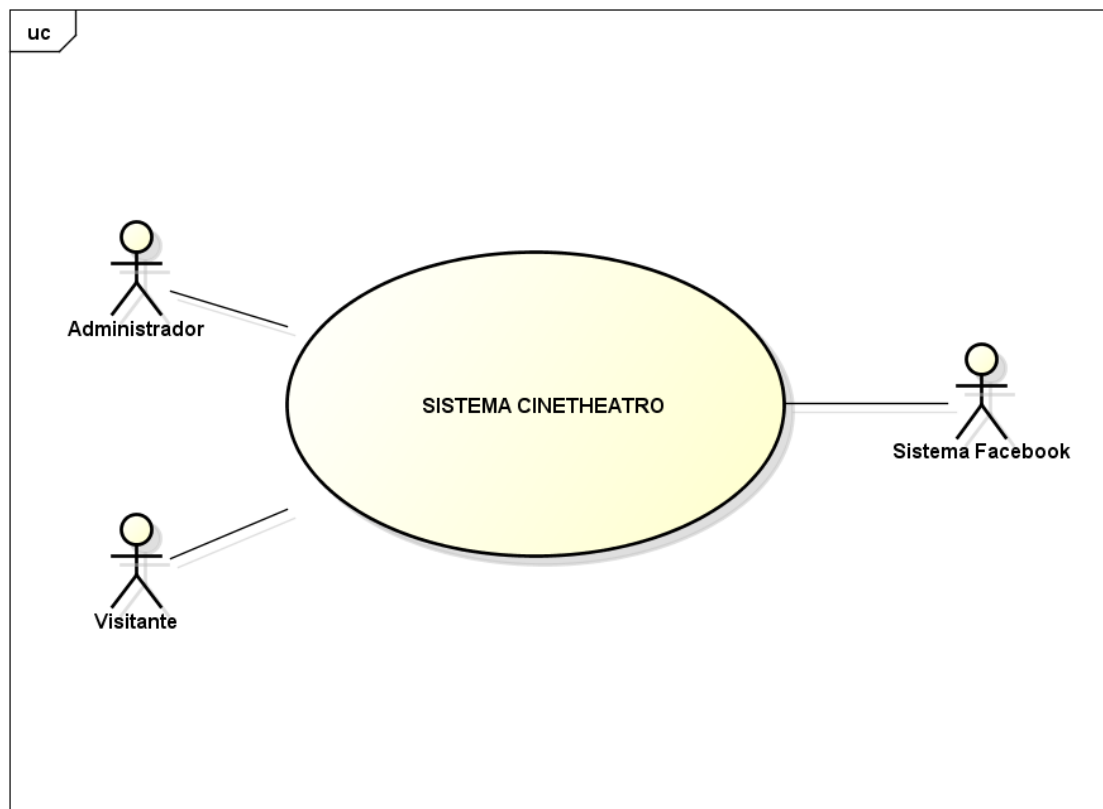 uc
Administrador
SISTEMA CINETHEATRO
Sistema Facebook
Visitante